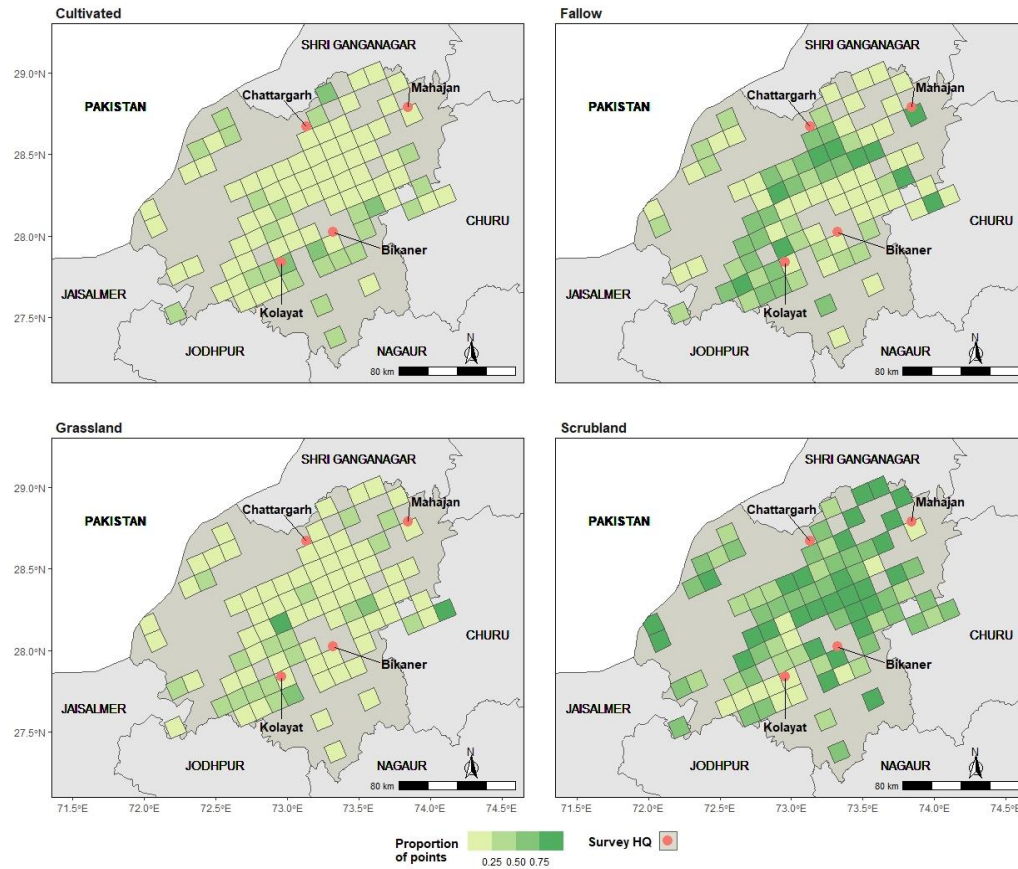 Cultivated
Fallow
SHRI GANGANAGAR
SHRI GANGANAGAR
29.0°N
Chattargarh
Mahajan
Chattargarh
Mahajan
PAKISTAN
PAKISTAN
28.5°N
CHURU
CHURU
28.0°N
Bikaner
Bikaner
JAISALMER
JAISALMER
Kolayat
Kolayat
27.5°N
N
N
JODHPUR
NAGAUR
JODHPUR
NAGAUR
80 km
80 km
Grassland
Scrubland
SHRI GANGANAGAR
SHRI GANGANAGAR
29.0°N
Chattargarh
Mahajan
Chattargarh
Mahajan
PAKISTAN
PAKISTAN
28.5°N
CHURU
CHURU
28.0°N
Bikaner
Bikaner
JAISALMER
JAISALMER
Kolayat
Kolayat
27.5°N
N
N
JODHPUR
NAGAUR
JODHPUR
NAGAUR
80 km
80 km
71.5°E 72.0°E 72.5°E 73.0°E 73.5°E 74.0°E 74.5°E
71.5°E 72.0°E 72.5°E 73.0°E 73.5°E 74.0°E 74.5°E
Proportion
of points
0.25 0.50 0.75
Survey HQ